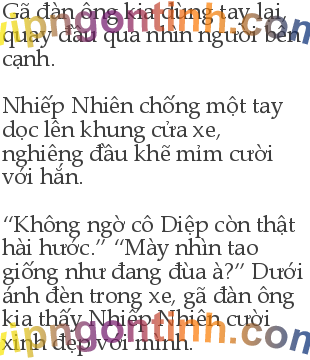 Gã đàn ông kia dừng tay lại,
quay đầu qua nhìn người bên
cạnh.
Nhiếp Nhiên chống một tay
dọc lên khung cửa xe,
nghiêng đầu khẽ mỉm cười
với hắn.
“Không ngờ cô Diệp còn thật
hài hước.” “Mày nhìn tao
giống như đang đùa à?” Dưới
ánh đèn trong xe, gã đàn ông
kia thấy Nhiếp Nhiên cười
xinh đẹp với mình.
vipngontinh.com
vipngontinh.com